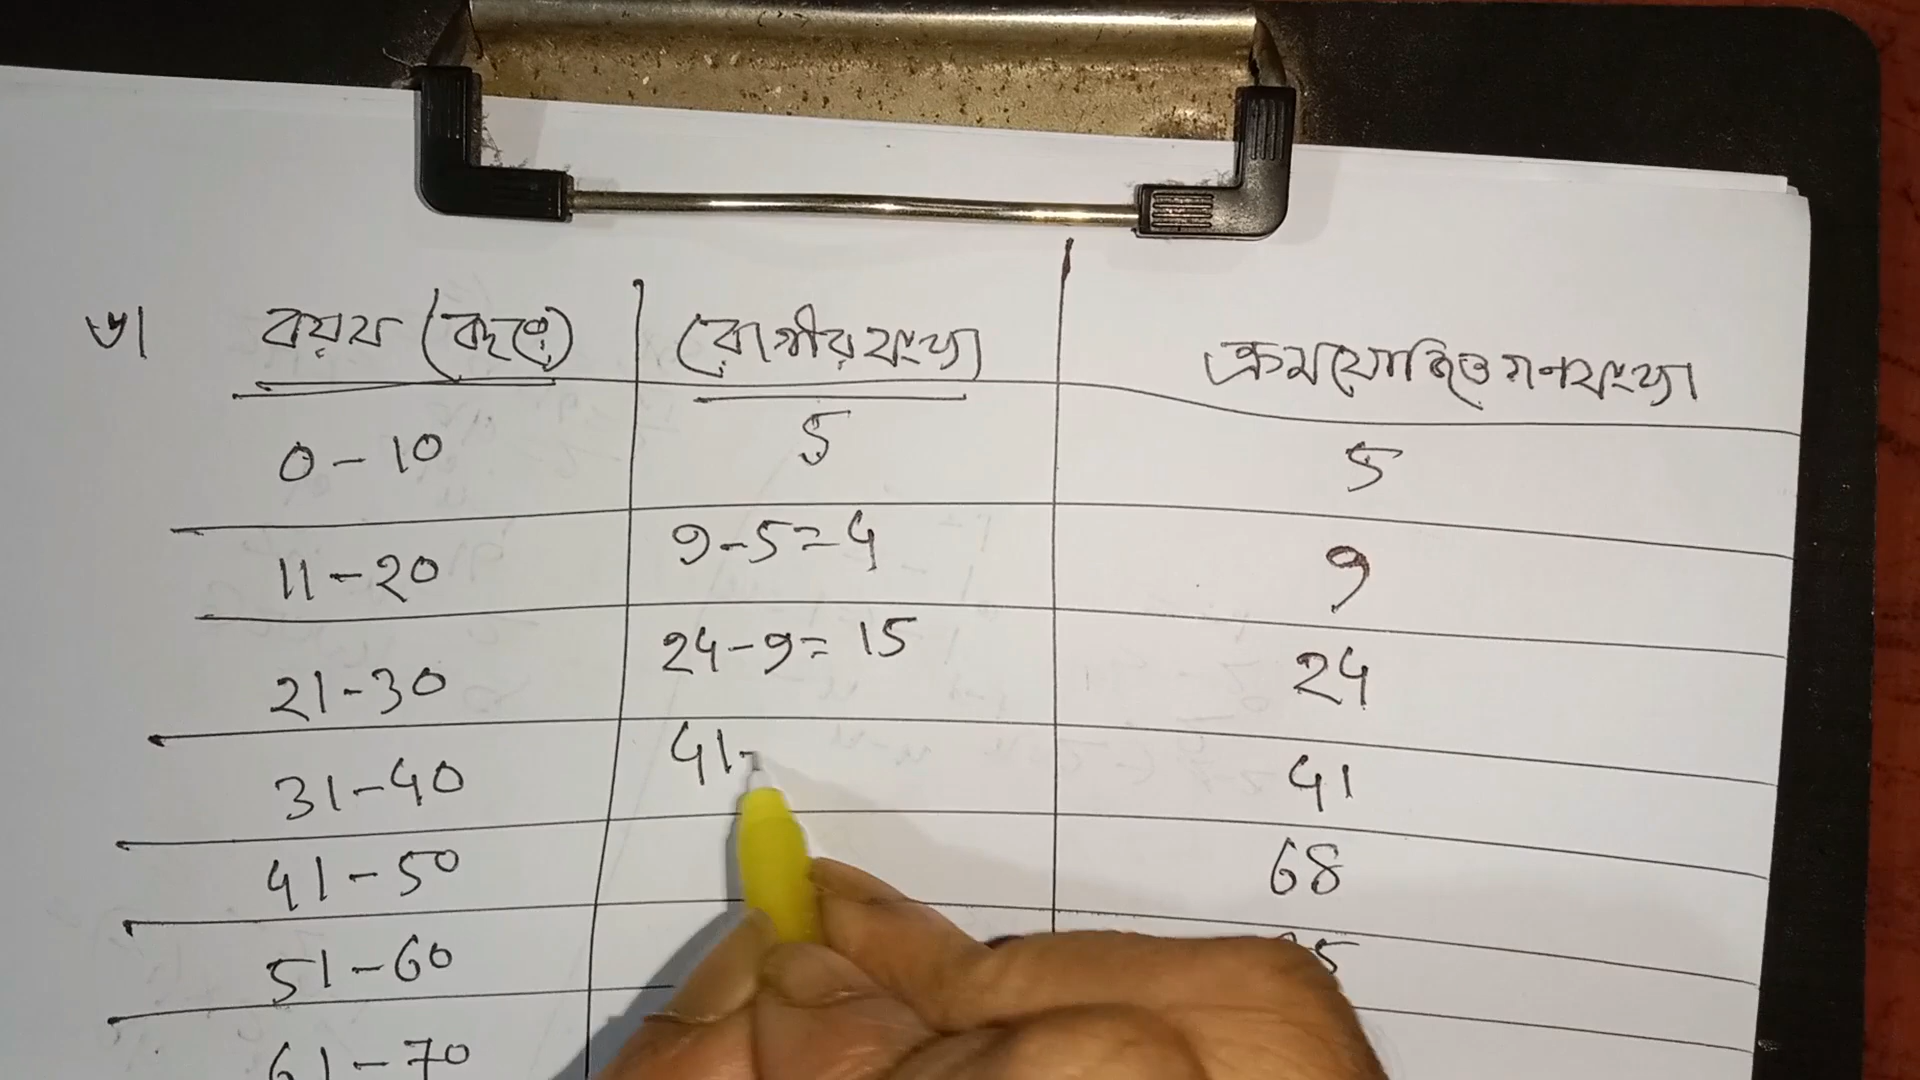 ৩। বয়স (বছরে) রোগীর সংখ্যা ক্রমযৌজিত গণসংখ্যা
0-10 5 5
11-20 9-5=4 9
21-30 24-9=15 24
31-40 41- 41
41-50 68
51-60
61-70